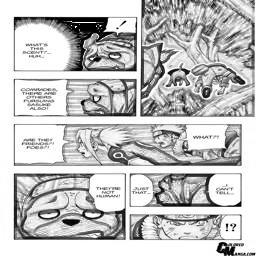 !
WHAT'S
THIS
SCENT?...
HUH...
COMRADES,
THERE ARE
OTHERS
PURSUING
SASUKE
ALSO!
WHAT?!
ARE THEY
FRIENDS?!
FOES?!
I
CAN'T
TELL...
JUST
THAT...
THEY'RE
NOT
HUMAN!
!?
COLORED
MANGA.COM